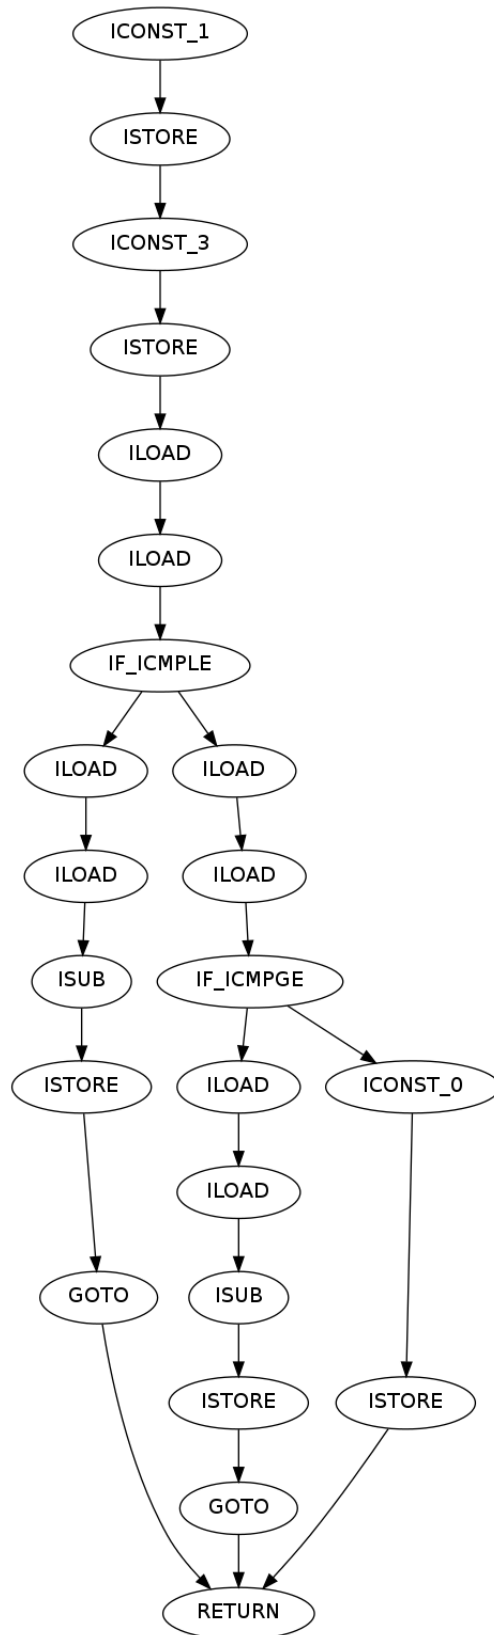 ICONST_1
ISTORE
ICONST_3
ISTORE
ILOAD
ILOAD
IF_ICMPLE
ILOAD
ILOAD
ILOAD
ILOAD
ISUB
IF_ICMPGE
ISTORE
ILOAD
ICONST_0
ILOAD
GOTO
ISUB
ISTORE
ISTORE
GOTO
RETURN